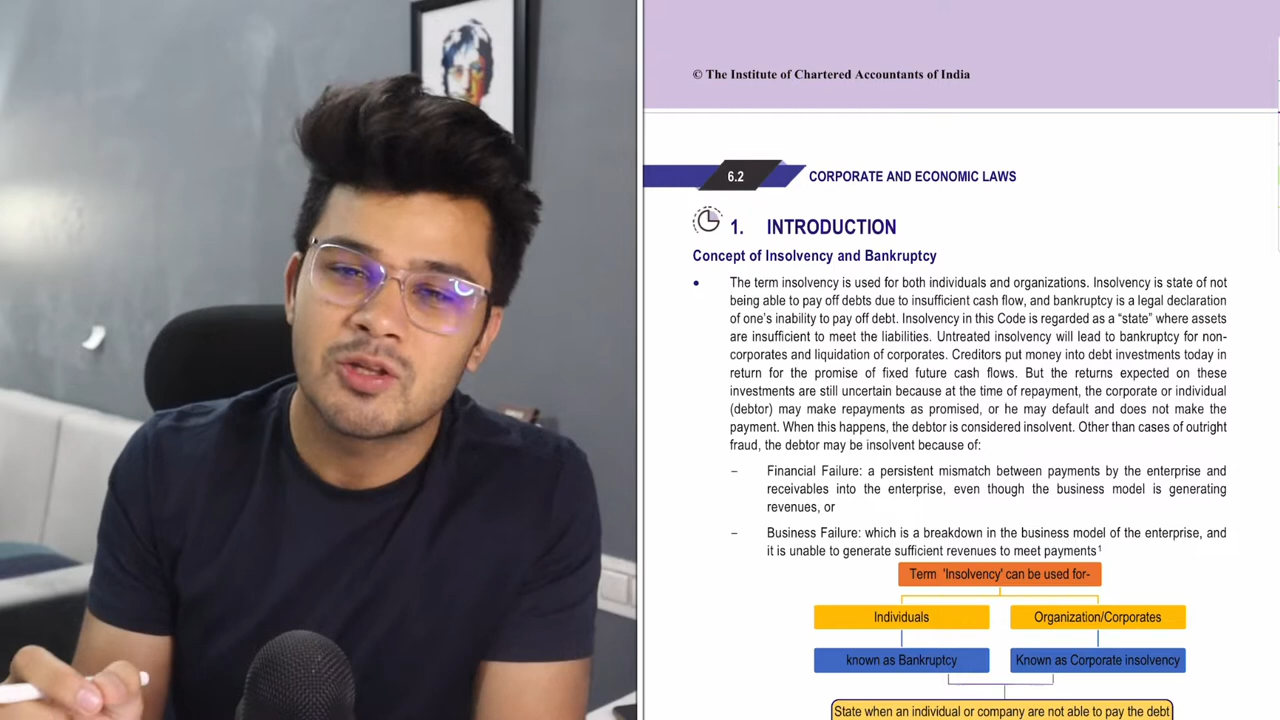 © The Institute of Chartered Accountants of India
6.2
CORPORATE AND ECONOMIC LAWS
1. INTRODUCTION
Concept of Insolvency and Bankruptcy
• The term insolvency is used for both individuals and organizations. Insolvency is state of not
being able to pay off debts due to insufficient cash flow, and bankruptcy is a legal declaration
of one's inability to pay off debt. Insolvency in this Code is regarded as a “state” where assets
are insufficient to meet the liabilities. Untreated insolvency will lead to bankruptcy for non-
corporates and liquidation of corporates. Creditors put money into debt investments today in
return for the promise of fixed future cash flows. But the returns expected on these
investments are still uncertain because at the time of repayment, the corporate or individual
(debtor) may make repayments as promised, or he may default and does not make the
payment. When this happens, the debtor is considered insolvent. Other than cases of outright
fraud, the debtor may be insolvent because of:
– Financial Failure: a persistent mismatch between payments by the enterprise and
receivables into the enterprise, even though the business model is generating
revenues, or
– Business Failure: which is a breakdown in the business model of the enterprise, and
it is unable to generate sufficient revenues to meet payments¹
Term 'Insolvency' can be used for-
Individuals
Organization/Corporates
known as Bankruptcy
Known as Corporate insolvency
State when an individual or company are not able to pay the debt